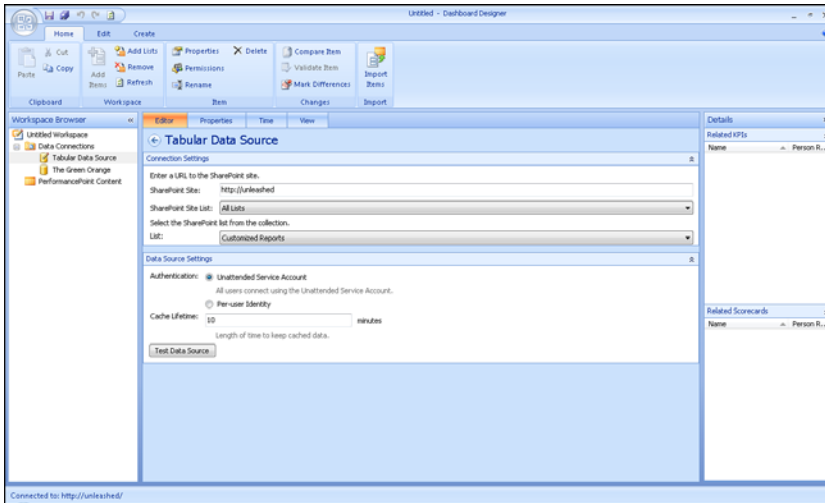 Untitled - Dashboard Designer
Home Edit Create
Paste
Cut
Copy
Clipboard
Add Items
Add Lists
Remove
Refresh
Workspace
Properties
Delete
Permissions
Rename
Item
Compare Item
Validate Item
Mark Differences
Changes
Import Items
Import
Workspace Browser
Untitled Workspace
Data Connections
Tabular Data Source
The Green Orange
PerformancePoint Content
Editor Properties Time View
Tabular Data Source
Connection Settings
Enter a URL to the SharePoint site.
SharePoint Site: http://unleashed
SharePoint Site List: All Lists
Select the SharePoint list from the collection.
List: Customized Reports
Data Source Settings
Authentication: Unattended Service Account
All users connect using the Unattended Service Account.
Per-user Identity
Cache Lifetime: 10 minutes
Length of time to keep cached data.
Test Data Source
Details
Related KPIs
Name Person R...
Related Scorecards
Name Person R...
Connected to: http://unleashed/